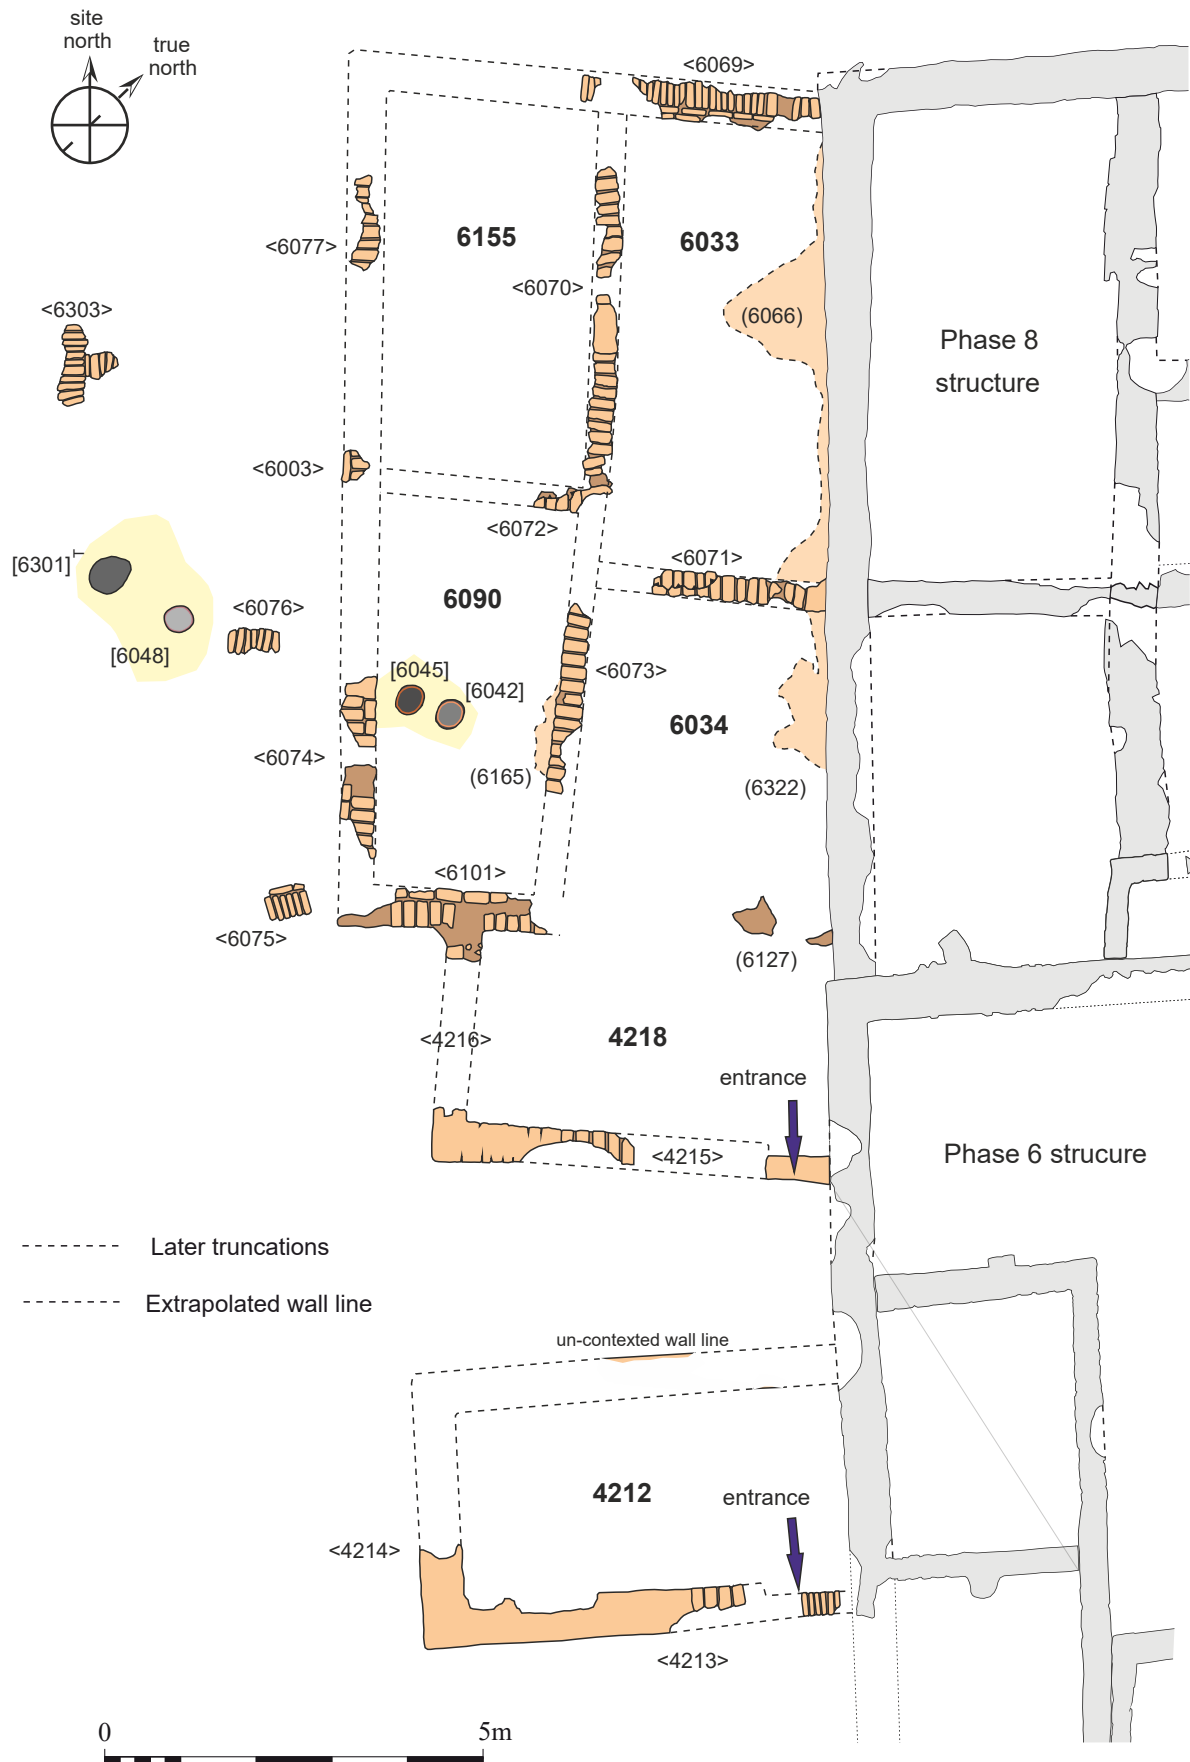 site
north
true
north
<6069>
6155
6033
<6077>
<6070>
<6303>
(6066)
Phase 8
structure
<6003>
<6072>
<6071>
[6301]
<6076>
6090
[6048]
[6045]
[6042]
<6073>
6034
<6074>
(6165)
(6322)
<6101>
<6075>
(6127)
<4216>
4218
entrance
<4215>
Phase 6 strucure
Later truncations
Extrapolated wall line
un-contexted wall line
4212
entrance
<4214>
<4213>
0
5m